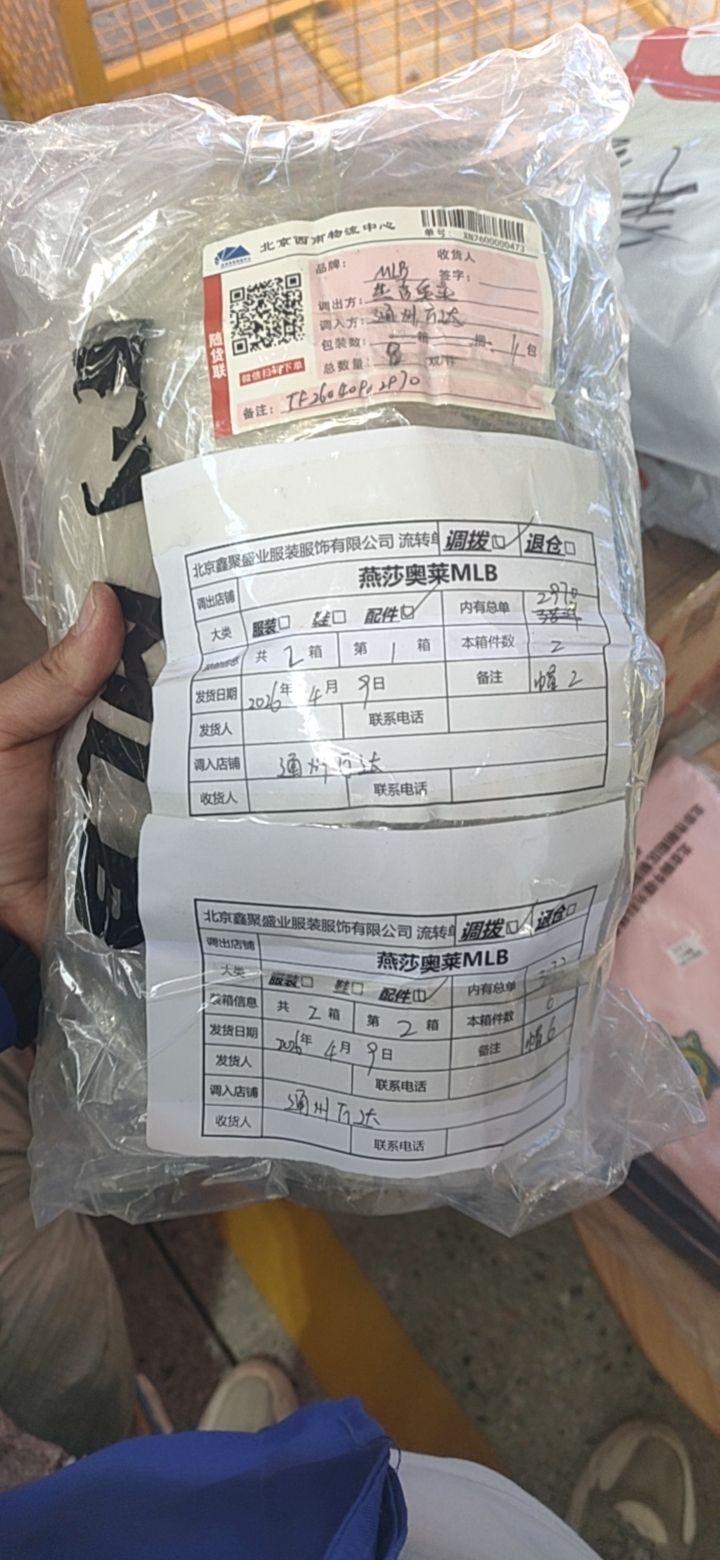 北京西南物流中心
单号: XN7600000473
随货联
微信扫码下单
品牌: MLB
收货人
签字:
调出方: 燕莎奥莱
调入方: 通州万达
包装数: 箱 捆 4包
总数量: 8 双/件
备注:
北京鑫聚盛业服装服饰有限公司 流转单 调拨☑ 退仓□
调出店铺 燕莎奥莱MLB
大类 服装□ 鞋□ 配件☑ 内有总单 2970
共 2 箱 第 1 箱 本箱件数 2
发货日期 2026年 4月 9日 备注 帽 2
发货人 联系电话
调入店铺 通州万达
收货人 联系电话
北京鑫聚盛业服装服饰有限公司 流转单 调拨☑ 退仓□
调出店铺 燕莎奥莱MLB
大类 服装□ 鞋□ 配件☑ 内有总单
装箱信息 共 2 箱 第 2 箱 本箱件数 6
发货日期 2026年 4月 9日 备注 帽 6
发货人 联系电话
调入店铺 通州万达
收货人 联系电话
MLB